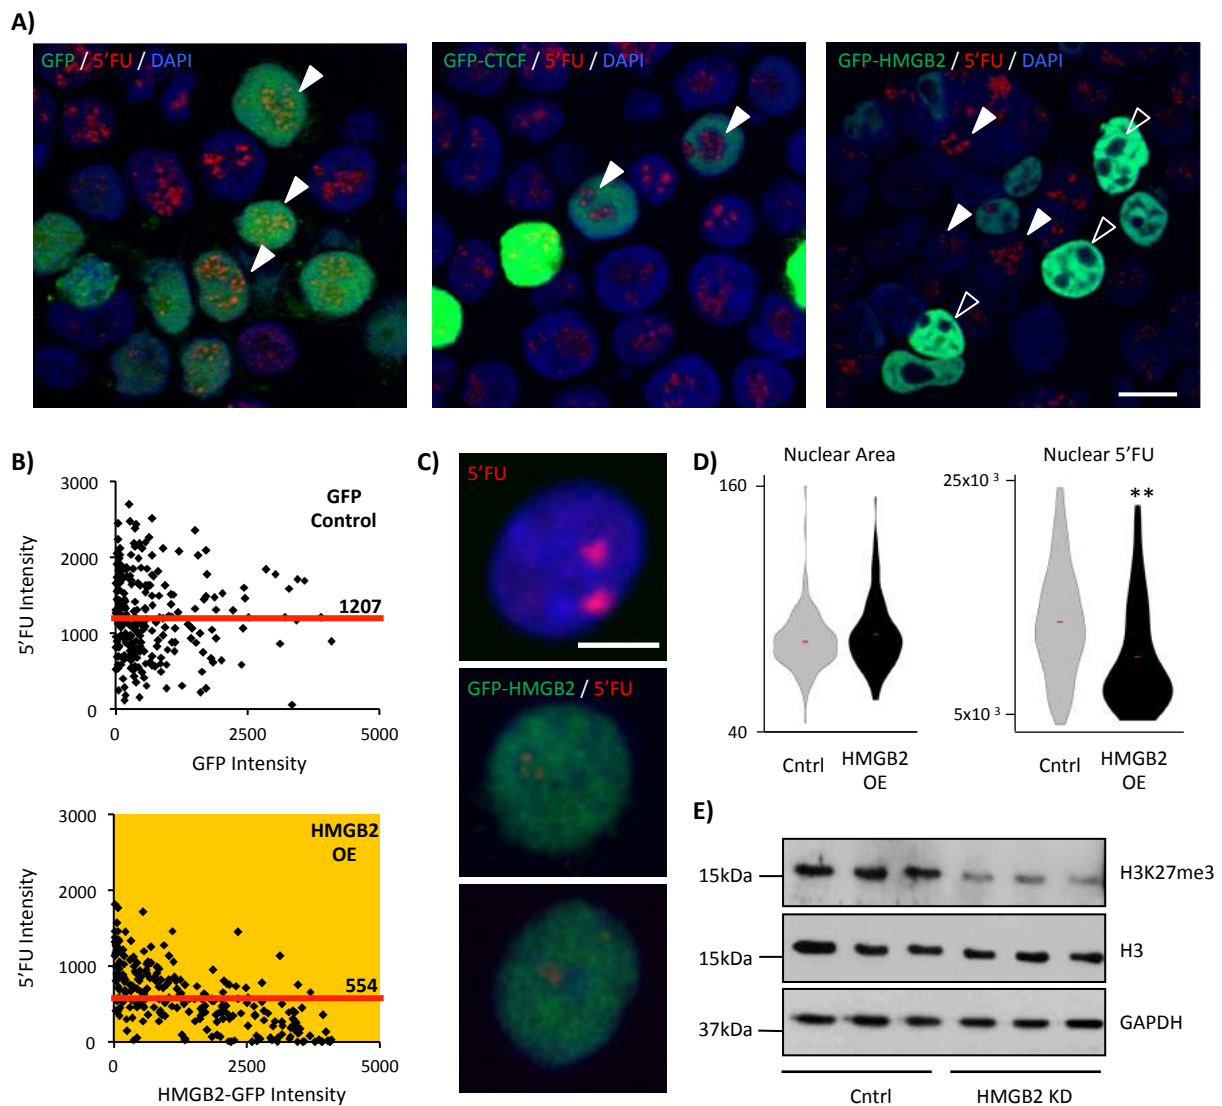 A)
GFP / 5’FU / DAPI
GFP-CTCF / 5’FU / DAPI
GFP-HMGB2 / 5’FU / DAPI
B)
GFP
Control
3000
2000
1000
0
1207
5’FU Intensity
0 2500 5000
GFP Intensity
HMGB2
OE
3000
2000
1000
0
554
5’FU Intensity
0 2500 5000
HMGB2-GFP Intensity
C)
5’FU
GFP-HMGB2 / 5’FU
D)
Nuclear Area
160
40
Cntrl
HMGB2
OE
Nuclear 5’FU
25x10 3
**
5x10 3
Cntrl
HMGB2
OE
E)
15kDa
H3K27me3
15kDa
H3
37kDa
GAPDH
Cntrl
HMGB2 KD